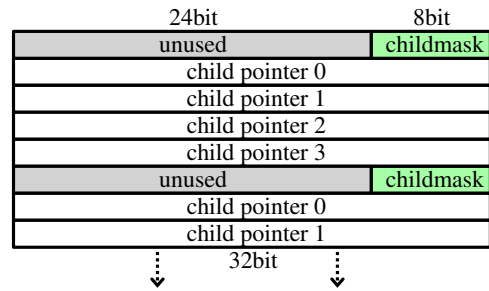 24bit 8bit
unused childmask
child pointer 0
child pointer 1
child pointer 2
child pointer 3
unused childmask
child pointer 0
child pointer 1
32bit